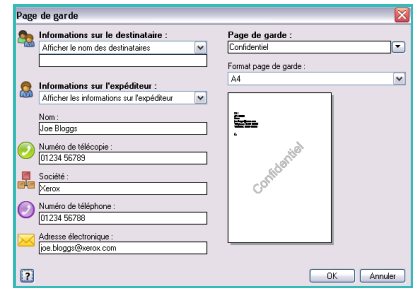 Page de garde
Informations sur le destinataire :
Afficher le nom des destinataires
Informations sur l'expéditeur :
Afficher les informations sur l'expéditeur
Nom :
Joe Bloggs
Numéro de télécopie :
01234 56789
Société :
Xerox
Numéro de téléphone :
01234 56788
Adresse électronique :
joe.bloggs@xerox.com
Page de garde :
Confidentiel
Format page de garde :
A4
Confidentiel
?
OK
Annuler